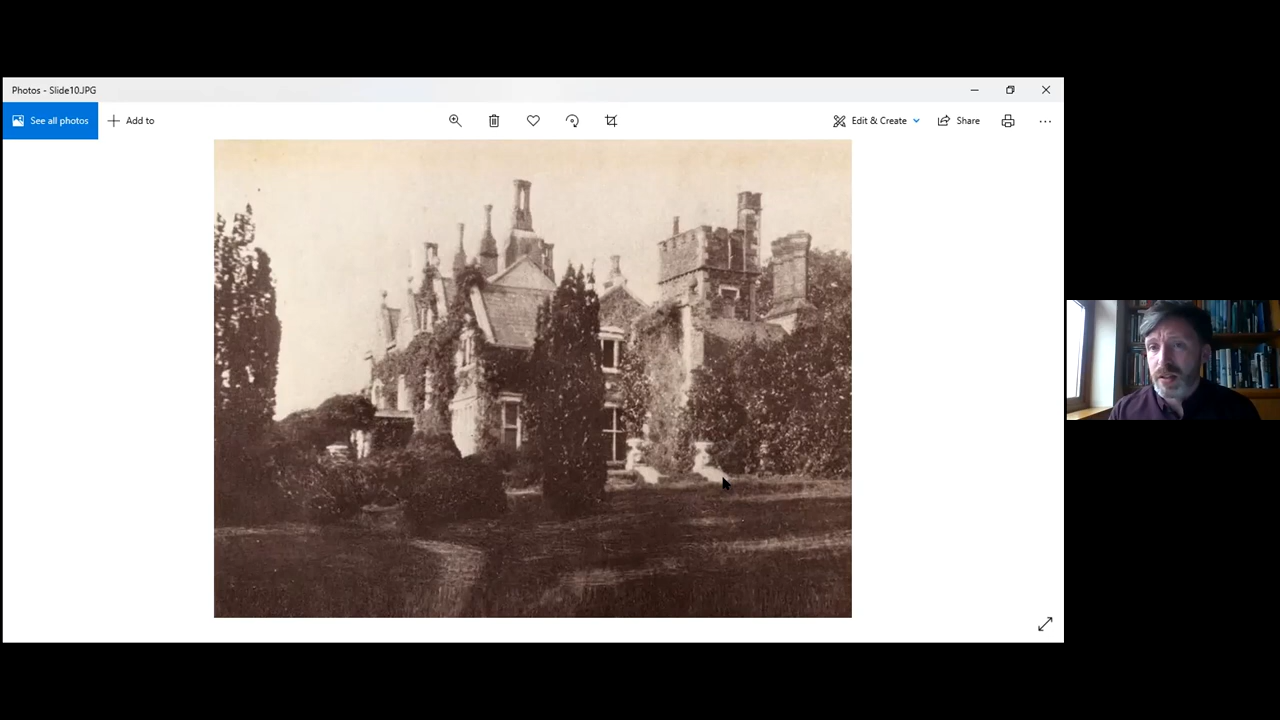 Photos - Slide10.JPG
See all photos
Add to
Edit & Create
Share